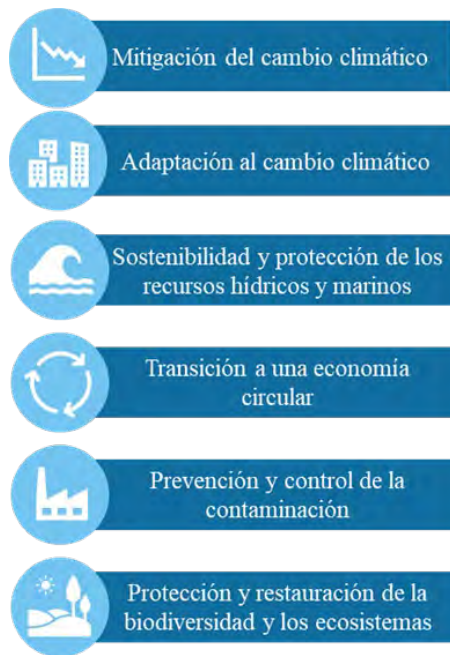 Mitigación del cambio climático
Adaptación al cambio climático
Sostenibilidad y protección de los
recursos hídricos y marinos
Transición a una economía
circular
Prevención y control de la
contaminación
Protección y restauración de la
biodiversidad y los ecosistemas